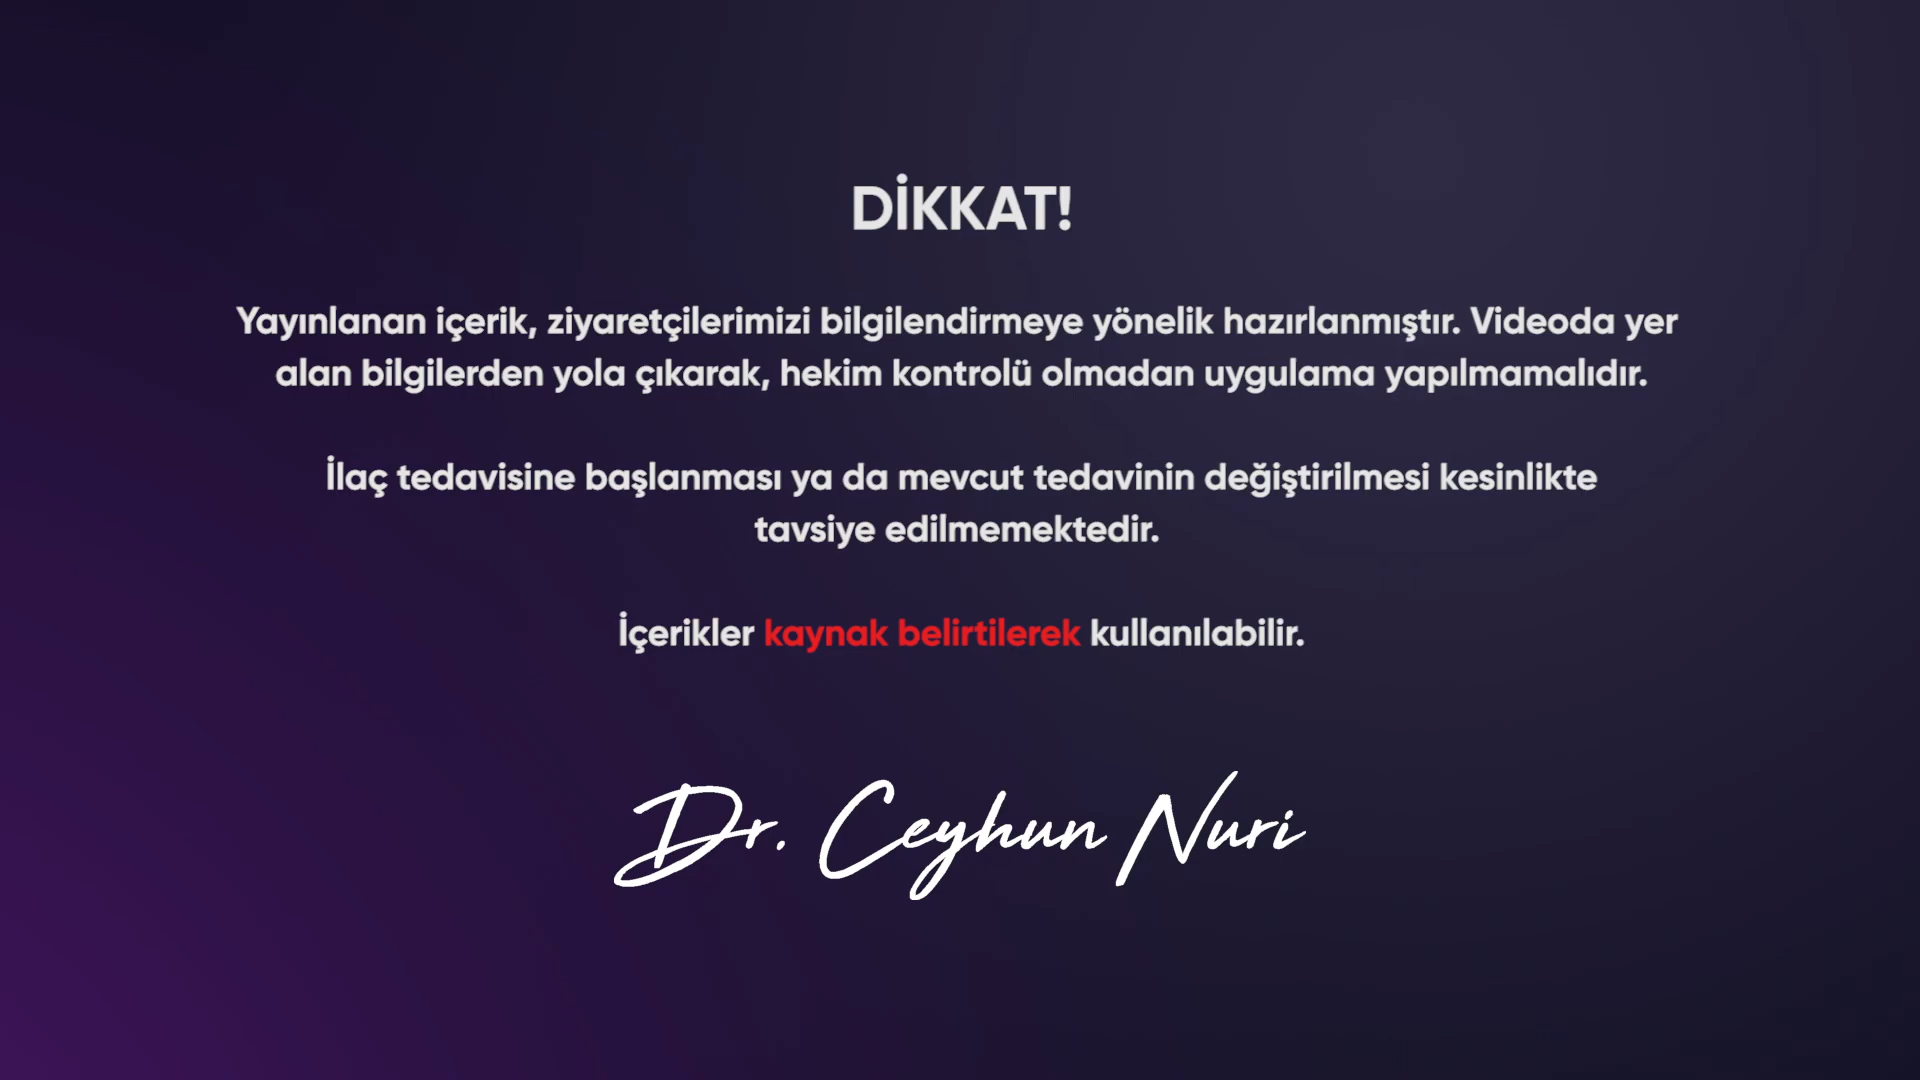 DİKKAT!
Yayınlanan içerik, ziyaretçilerimizi bilgilendirmeye yönelik hazırlanmıştır. Videoda yer
alan bilgilerden yola çıkarak, hekim kontrolü olmadan uygulama yapılmamalıdır.
İlaç tedavisine başlanması ya da mevcut tedavinin değiştirilmesi kesinlikte
tavsiye edilmemektedir.
İçerikler kaynak belirtilerek kullanılabilir.
Dr. Ceyhun Nuri